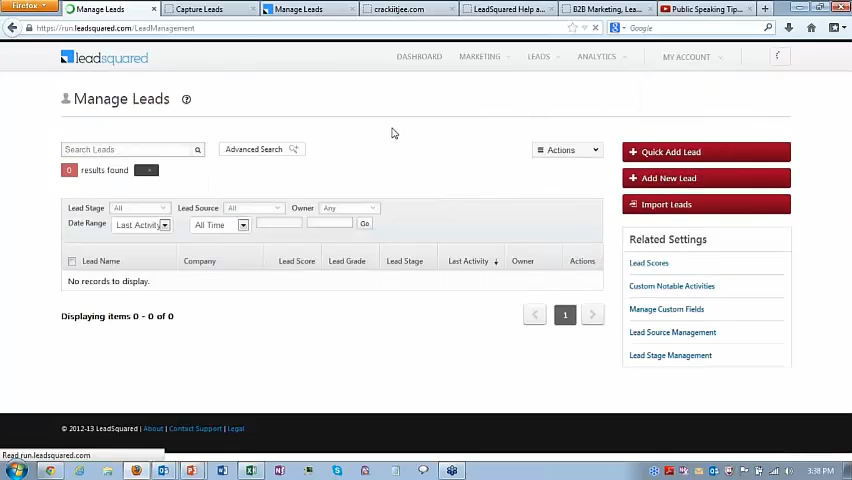 Firefox
Manage Leads
Capture Leads
Manage Leads
crackiitjee.com
LeadSquared Help a...
B2B Marketing, Lea...
Public Speaking Tip...
https://run.leadsquared.com/LeadManagement
Google
leadsquared
DASHBOARD
MARKETING
LEADS
ANALYTICS
MY ACCOUNT
Manage Leads
Search Leads
Advanced Search
Actions
0 results found
Quick Add Lead
Add New Lead
Import Leads
Lead Stage All Lead Source All Owner Any
Date Range Last Activity All Time Go
Lead Name Company Lead Score Lead Grade Lead Stage Last Activity Owner Actions
No records to display.
Displaying items 0 - 0 of 0
1
Related Settings
Lead Scores
Custom Notable Activities
Manage Custom Fields
Lead Source Management
Lead Stage Management
© 2012-13 LeadSquared | About | Contact Support | Legal
Read run.leadsquared.com
3:38 PM